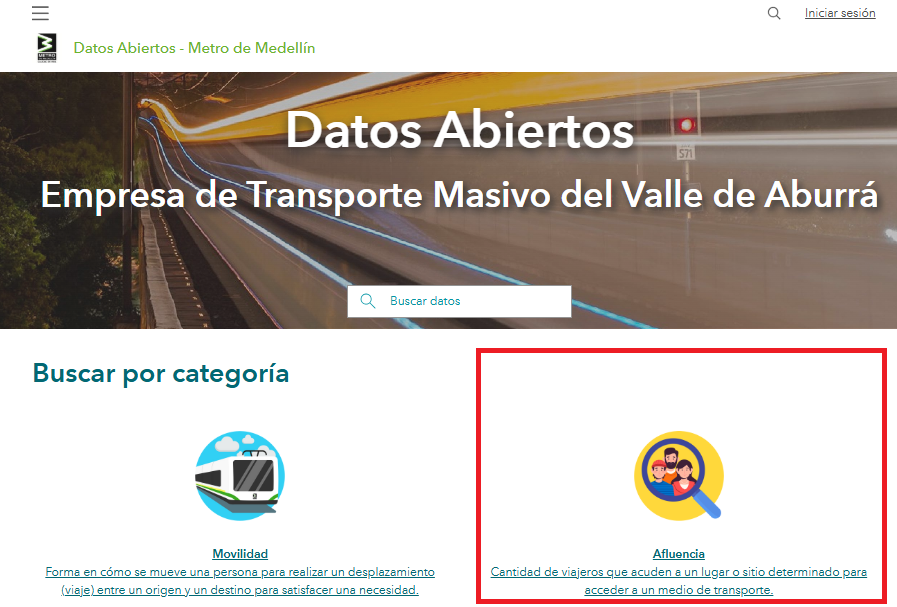 Iniciar sesión
METRO
Datos Abiertos - Metro de Medellín
Datos Abiertos
S71
Empresa de Transporte Masivo del Valle de Aburrá
Buscar datos
Buscar por categoría
Movilidad
Forma en cómo se mueve una persona para realizar un desplazamiento
(viaje) entre un origen y un destino para satisfacer una necesidad.
Afluencia
Cantidad de viajeros que acuden a un lugar o sitio determinado para
acceder a un medio de transporte.